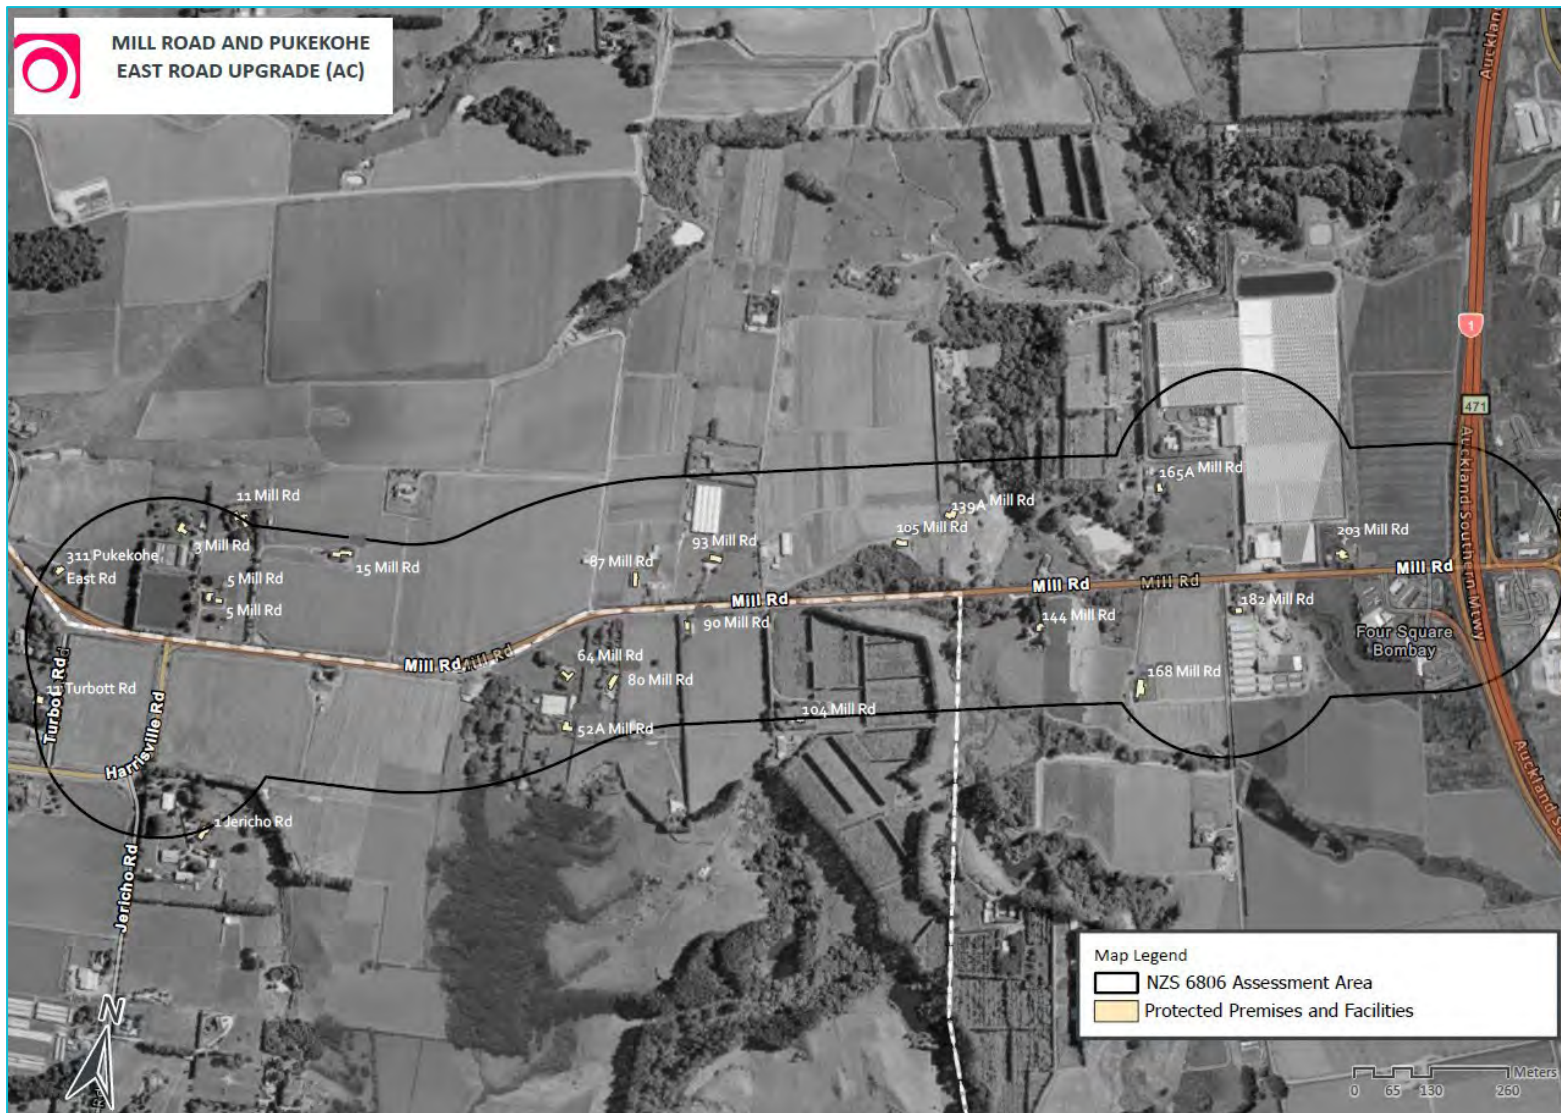 MILL ROAD AND PUKEKOHE
EAST ROAD UPGRADE (AC)
Auckland
1
471
Auckland Southern Mtwy
11 Mill Rd
3 Mill Rd
311 Pukekohe
East Rd
15 Mill Rd
5 Mill Rd
5 Mill Rd
87 Mill Rd
93 Mill Rd
105 Mill Rd
139A Mill Rd
165A Mill Rd
203 Mill Rd
Mill Rd
Mill Rd
Mill Rd
Mill Rd
90 Mill Rd
144 Mill Rd
182 Mill Rd
Four Square
Bombay
Mill Rd
Mill Rd
64 Mill Rd
80 Mill Rd
168 Mill Rd
52A Mill Rd
104 Mill Rd
11 Turbott Rd
Turbott Rd
Harrisville Rd
1 Jericho Rd
Jericho Rd
Auckland S
N
Map Legend
NZS 6806 Assessment Area
Protected Premises and Facilities
Meters
0 65 130 260